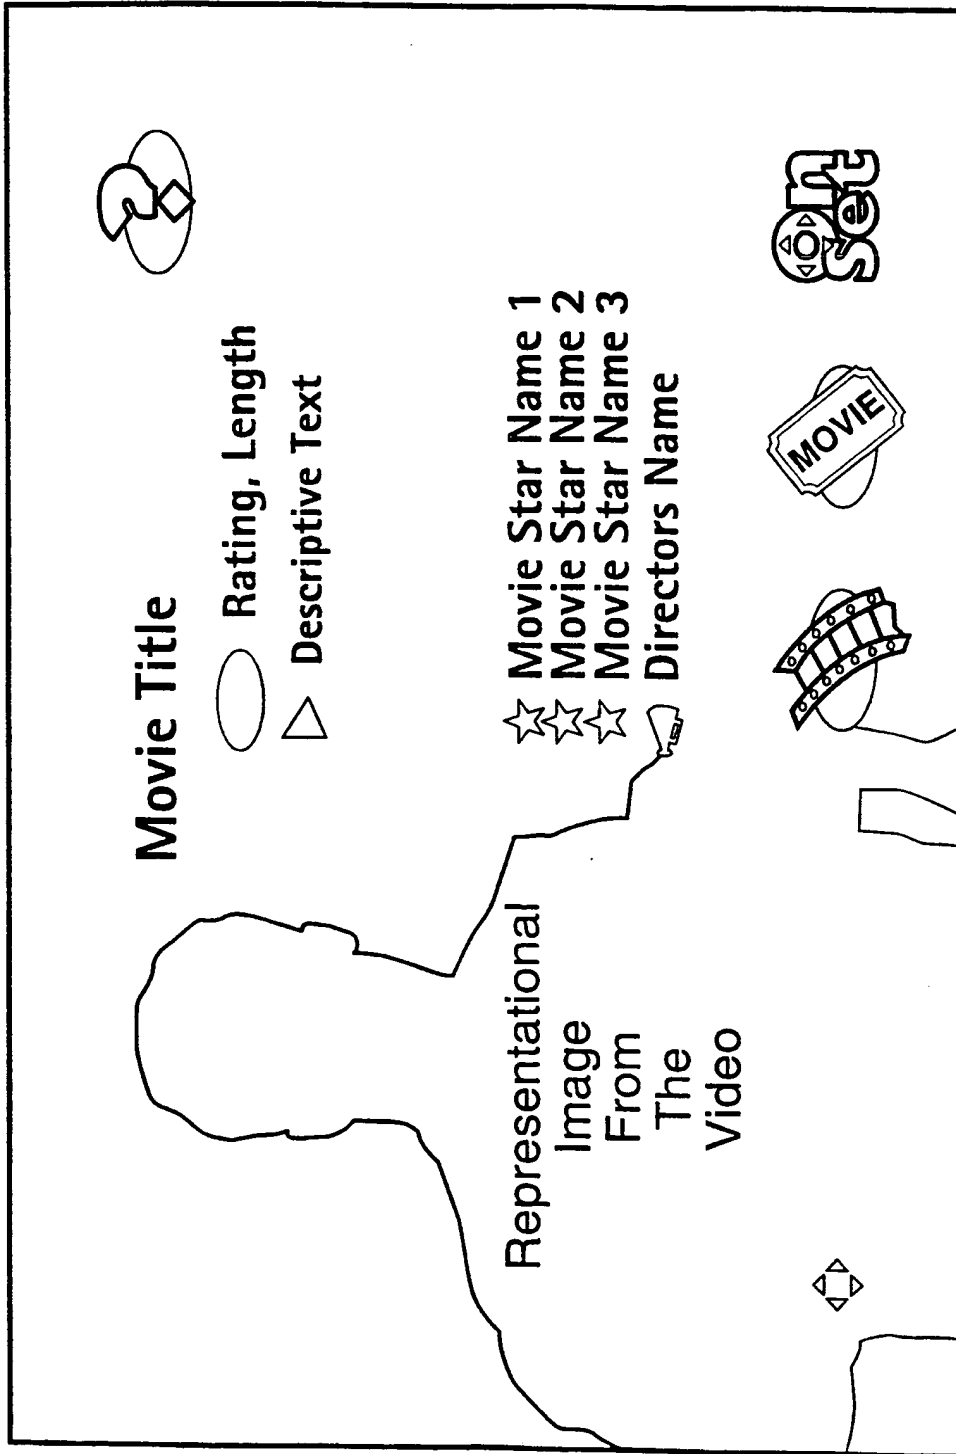 Movie Title
Rating, Length
Descriptive Text
Movie Star Name 1
Movie Star Name 2
Movie Star Name 3
Directors Name
Representational
Image
From
The
Video
MOVIE
on
set